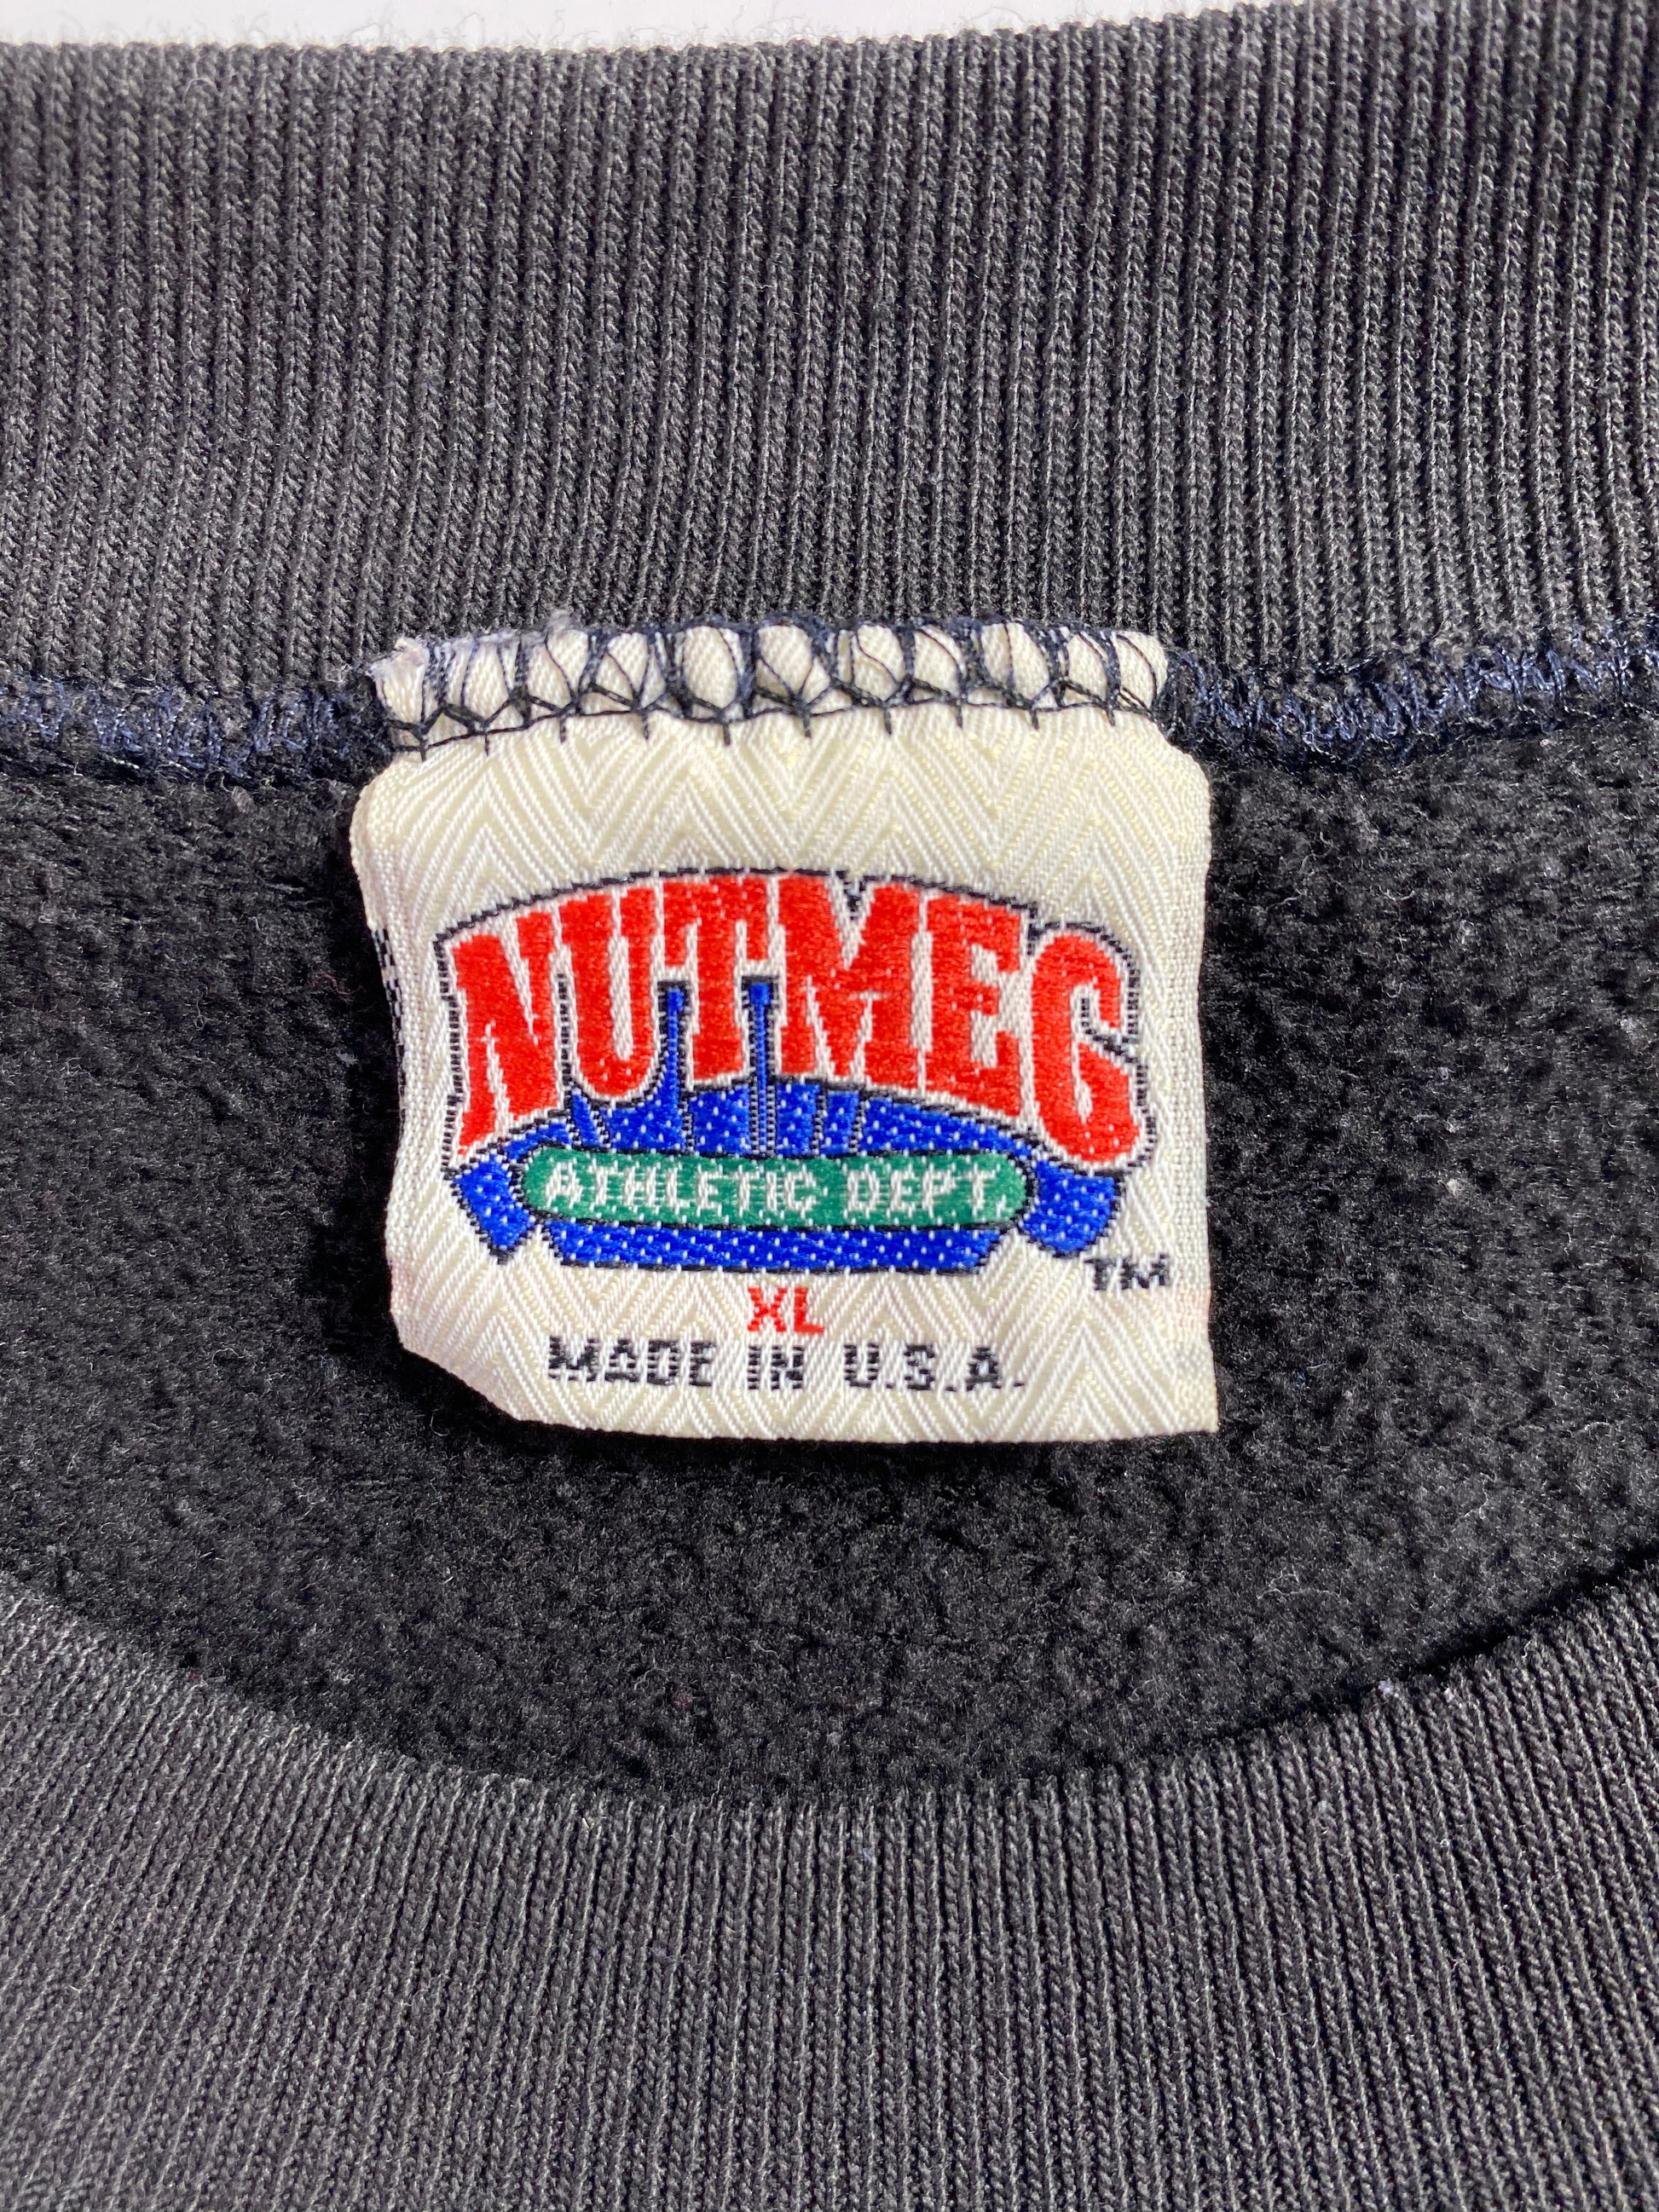 NUTMEG
ATHLETIC DEPT.
TM
XL
MADE IN U.S.A.